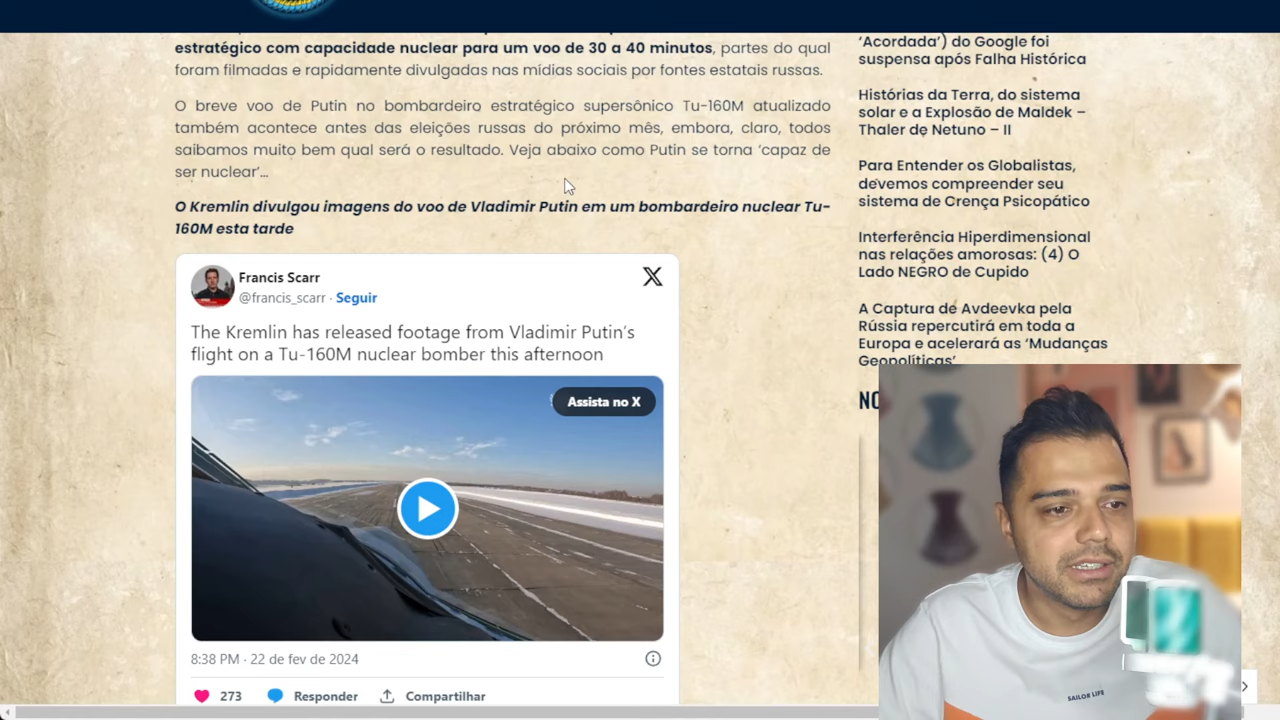 estratégico com capacidade nuclear para um voo de 30 a 40 minutos, partes do qual
foram filmadas e rapidamente divulgadas nas mídias sociais por fontes estatais russas.
O breve voo de Putin no bombardeiro estratégico supersônico Tu-160M atualizado
também acontece antes das eleições russas do próximo mês, embora, claro, todos
saibamos muito bem qual será o resultado. Veja abaixo como Putin se torna ‘capaz de
ser nuclear’…
O Kremlin divulgou imagens do voo de Vladimir Putin em um bombardeiro nuclear Tu-
160M esta tarde
Francis Scarr
@francis_scarr · Seguir
The Kremlin has released footage from Vladimir Putin’s
flight on a Tu-160M nuclear bomber this afternoon
Assista no X
8:38 PM · 22 de fev de 2024
273 Responder Compartilhar
‘Acordada’) do Google foi
suspensa após Falha Histórica
Histórias da Terra, do sistema
solar e a Explosão de Maldek –
Thaler de Netuno – II
Para Entender os Globalistas,
devemos compreender seu
sistema de Crença Psicopático
Interferência Hiperdimensional
nas relações amorosas: (4) O
Lado NEGRO de Cupido
A Captura de Avdeevka pela
Rússia repercutirá em toda a
Europa e acelerará as ‘Mudanças
Geopolíticas’
SAILOR LIFE